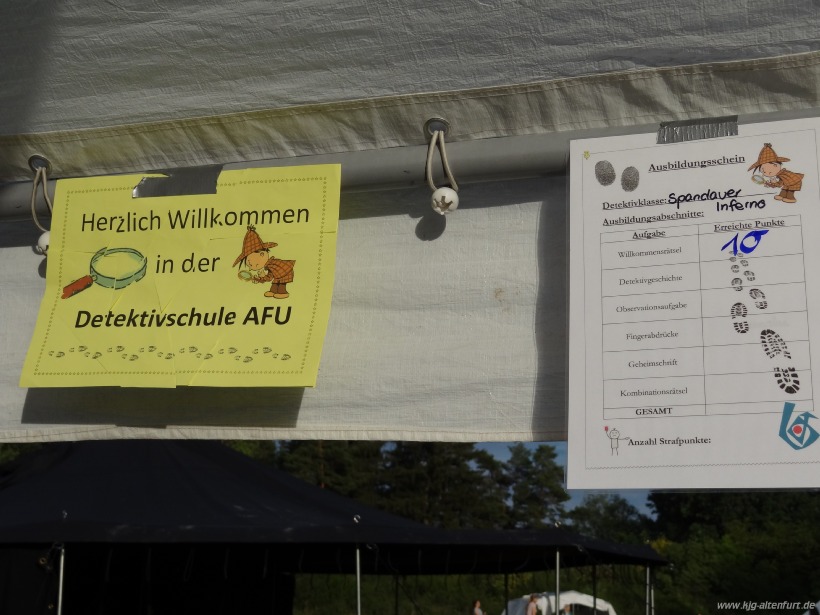 Herzlich Willkommen
in der
Detektivschule AFU
Ausbildungsschein
Detektivklasse: Spandauer
Inferno
Ausbildungsabschnitte:
Aufgabe Erreichte Punkte
Willkommensrätsel 10
Detektivgeschichte
Observationsaufgabe
Fingerabdrücke
Geheimschrift
Kombinationsrätsel
GESAMT
Anzahl Strafpunkte:
www.kjg-altenfurt.de